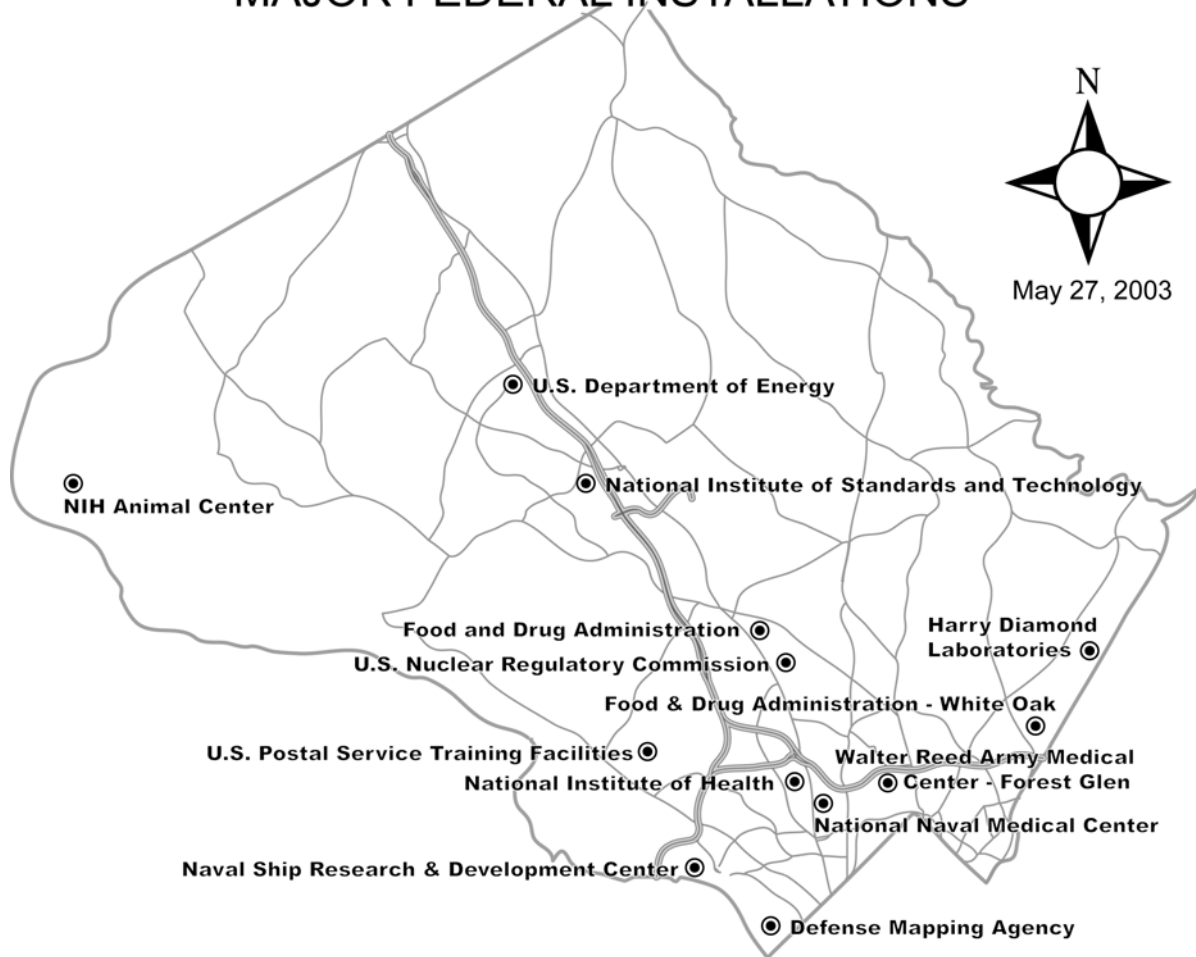 MAJOR FEDERAL INSTALLATIONS
N
May 27, 2003
U.S. Department of Energy
NIH Animal Center
National Institute of Standards and Technology
Food and Drug Administration
Harry Diamond
Laboratories
U.S. Nuclear Regulatory Commission
Food & Drug Administration - White Oak
U.S. Postal Service Training Facilities
Walter Reed Army Medical
Center - Forest Glen
National Institute of Health
National Naval Medical Center
Naval Ship Research & Development Center
Defense Mapping Agency